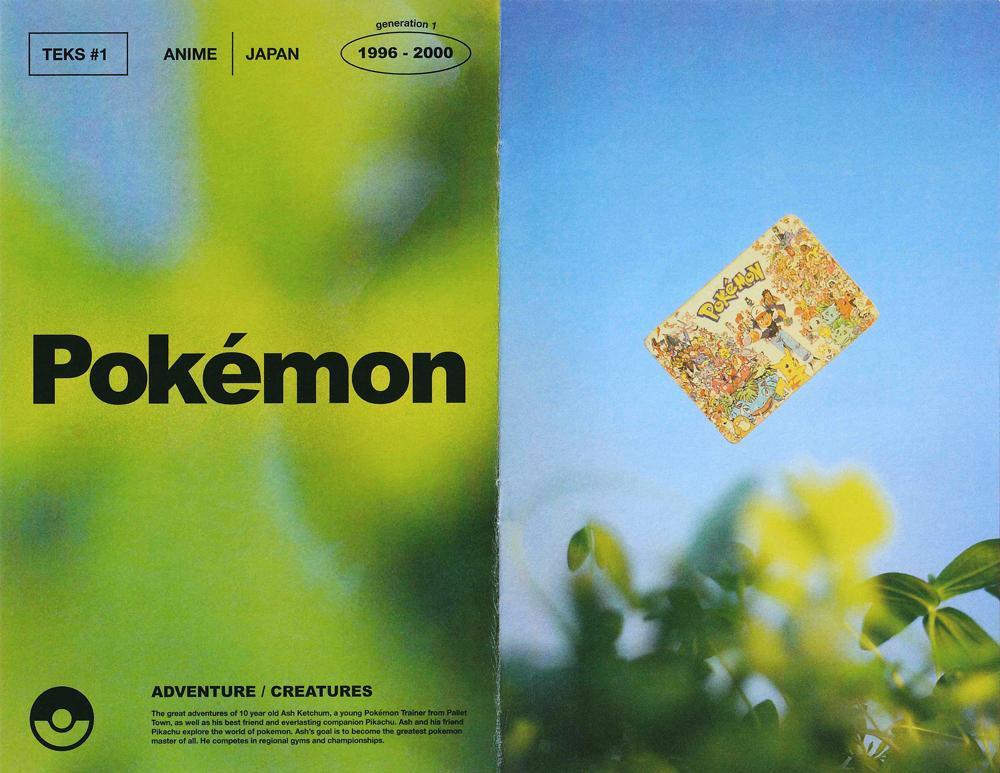 generation 1
TEKS #1 ANIME JAPAN 1996 - 2000
Pokémon
ADVENTURE / CREATURES
The great adventures of 10 year old Ash Ketchum, a young Pokémon Trainer from Pallet
Town, as well as his best friend and everlasting companion Pikachu. Ash and his friend
Pikachu explore the world of pokemon. Ash's goal is to become the greatest pokemon
master of all. He competes in regional gyms and championships.
POKéMON